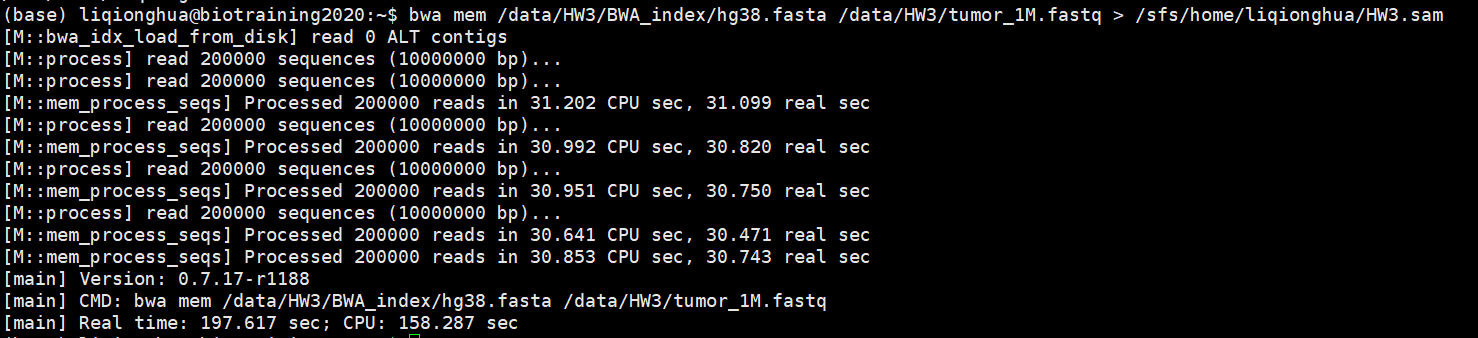 (base) liqionghua@biotraining2020:~$ bwa mem /data/HW3/BWA_index/hg38.fasta /data/HW3/tumor_1M.fastq > /sfs/home/liqionghua/HW3.sam
[M::bwa_idx_load_from_disk] read 0 ALT contigs
[M::process] read 200000 sequences (10000000 bp)...
[M::process] read 200000 sequences (10000000 bp)...
[M::mem_process_seqs] Processed 200000 reads in 31.202 CPU sec, 31.099 real sec
[M::process] read 200000 sequences (10000000 bp)...
[M::mem_process_seqs] Processed 200000 reads in 30.992 CPU sec, 30.820 real sec
[M::process] read 200000 sequences (10000000 bp)...
[M::mem_process_seqs] Processed 200000 reads in 30.951 CPU sec, 30.750 real sec
[M::process] read 200000 sequences (10000000 bp)...
[M::mem_process_seqs] Processed 200000 reads in 30.641 CPU sec, 30.471 real sec
[M::mem_process_seqs] Processed 200000 reads in 30.853 CPU sec, 30.743 real sec
[main] Version: 0.7.17-r1188
[main] CMD: bwa mem /data/HW3/BWA_index/hg38.fasta /data/HW3/tumor_1M.fastq
[main] Real time: 197.617 sec; CPU: 158.287 sec